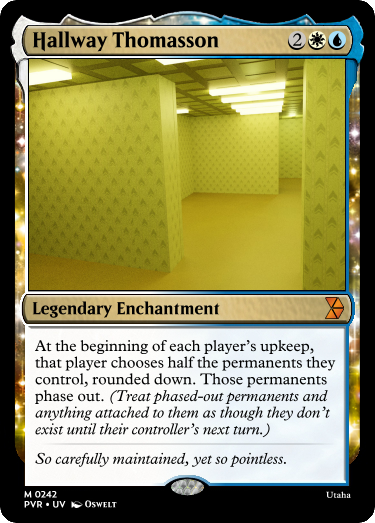 Hallway Thomasson 2
Legendary Enchantment
At the beginning of each player's upkeep,
that player chooses half the permanents they
control, rounded down. Those permanents
phase out. (Treat phased-out permanents and
anything attached to them as though they don't
exist until their controller's next turn.)
So carefully maintained, yet so pointless.
M 0242
PVR • UV Oswelt
Utaha